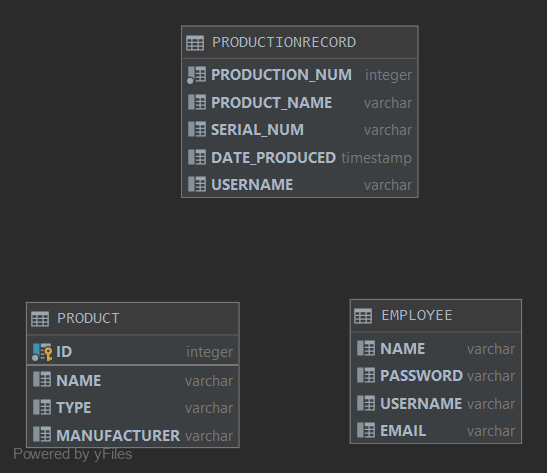 PRODUCTIONRECORD
PRODUCTION_NUM integer
PRODUCT_NAME varchar
SERIAL_NUM varchar
DATE_PRODUCED timestamp
USERNAME varchar
PRODUCT
ID integer
NAME varchar
TYPE varchar
MANUFACTURER varchar
EMPLOYEE
NAME varchar
PASSWORD varchar
USERNAME varchar
EMAIL varchar
Powered by yFiles